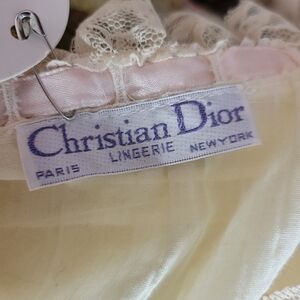 Christian Dior
LINGERIE
PARIS NEW YORK